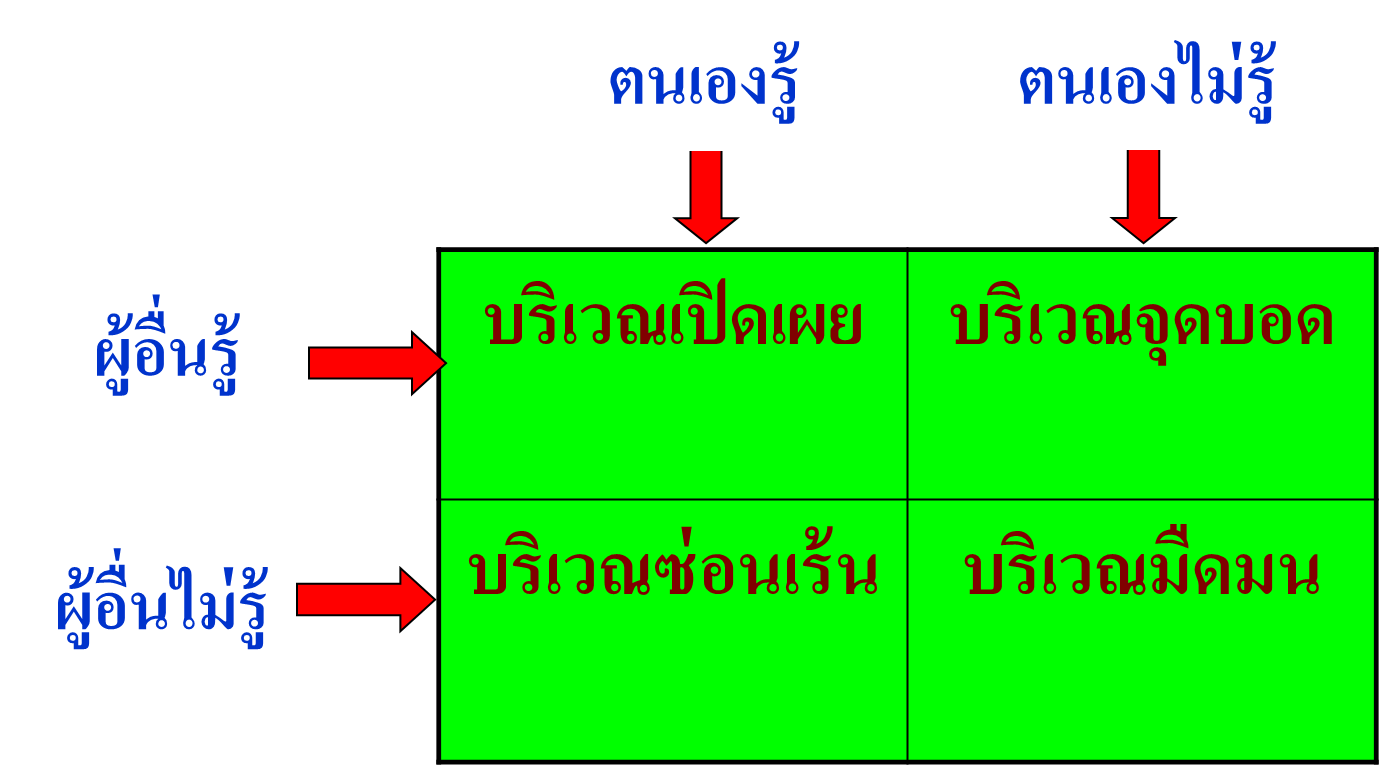 ตนเองรู้ ตนเองไม่รู้
ผู้อื่นรู้ บริเวณเปิดเผย บริเวณจุดบอด
ผู้อื่นไม่รู้ บริเวณซ่อนเร้น บริเวณมืดมน